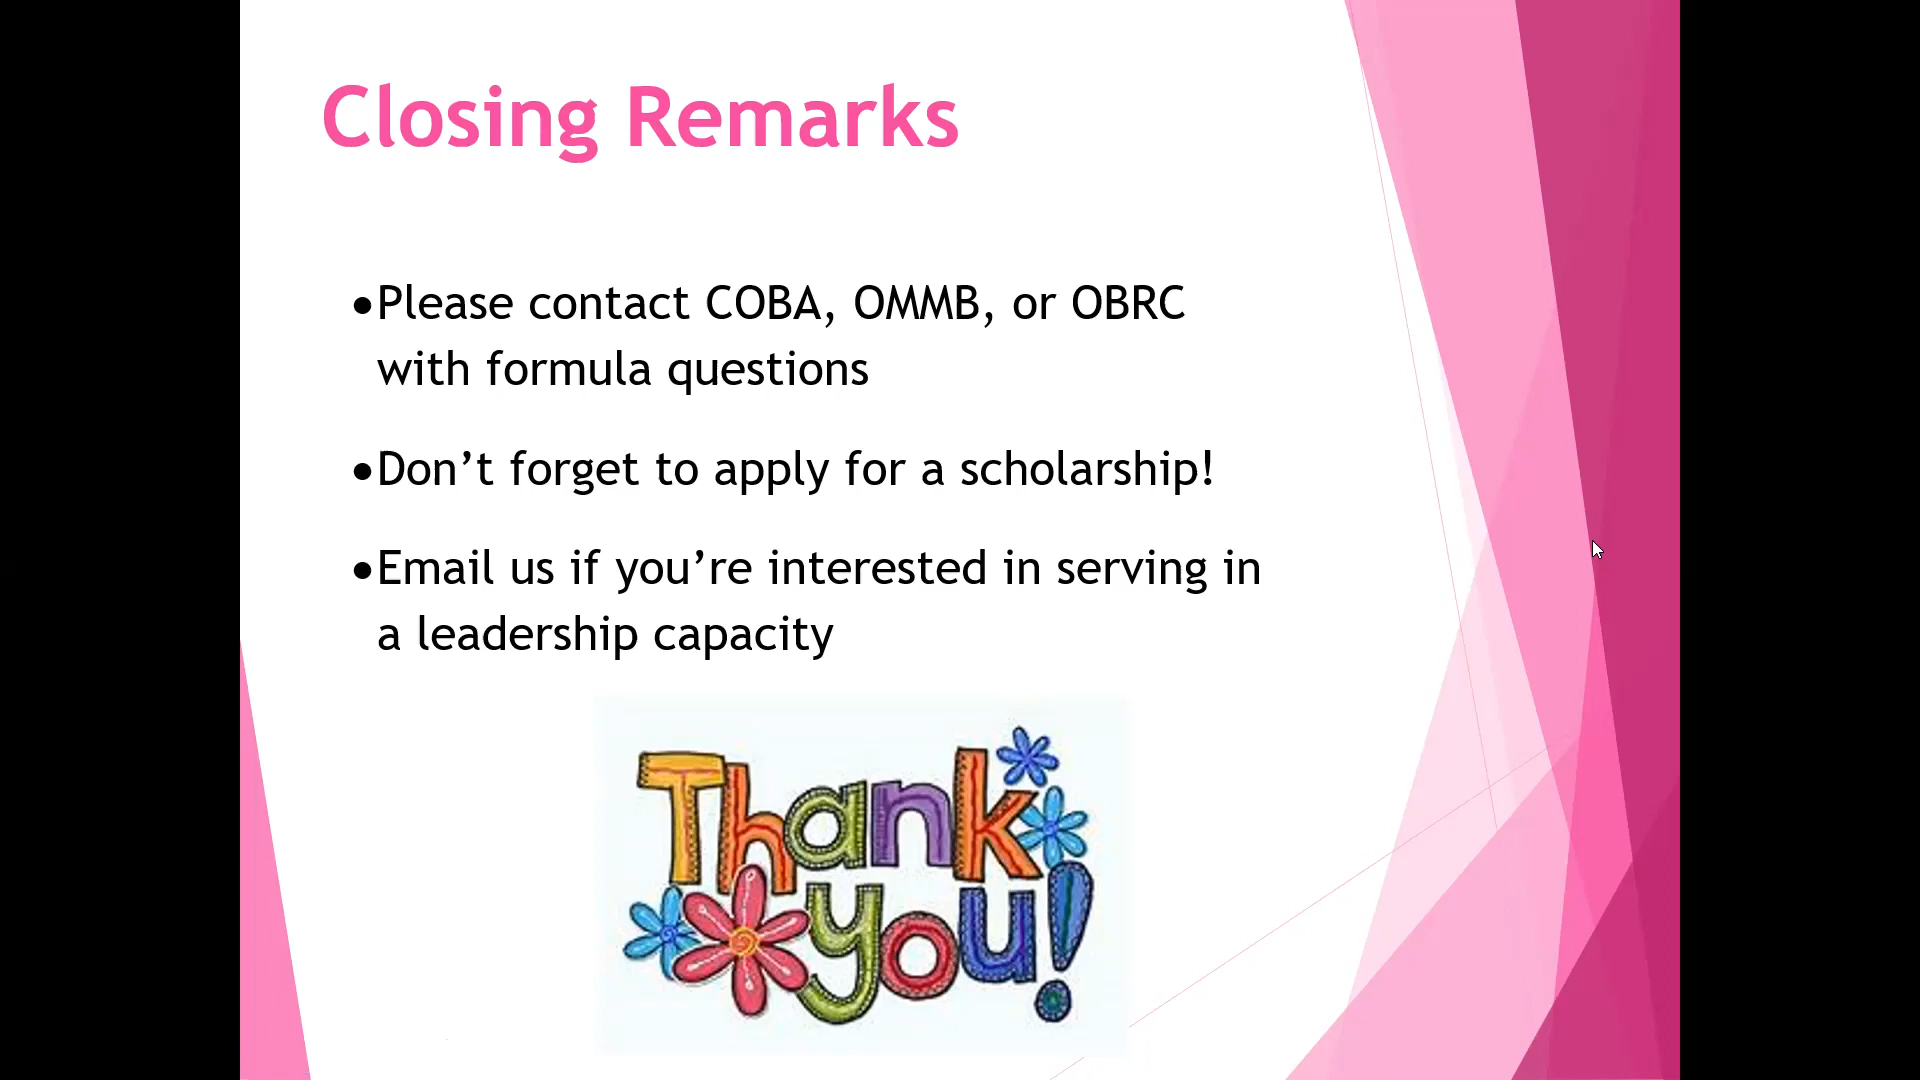 Closing Remarks
•Please contact COBA, OMMB, or OBRC
with formula questions
•Don’t forget to apply for a scholarship!
•Email us if you’re interested in serving in
a leadership capacity
Thank
you!